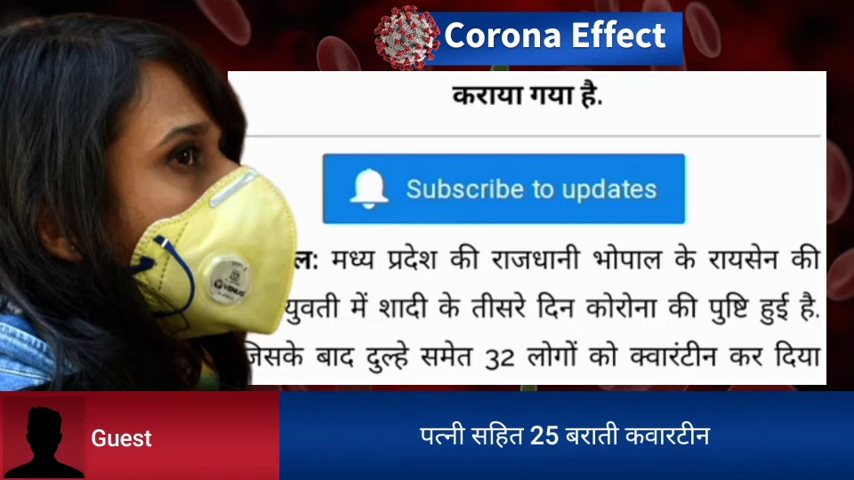 Corona Effect
कराया गया है.
Subscribe to updates
ल: मध्य प्रदेश की राजधानी भोपाल के रायसेन की
युवती में शादी के तीसरे दिन कोरोना की पुष्टि हुई है.
जिसके बाद दुल्हे समेत 32 लोगों को क्वारंटीन कर दिया
VENUS
Guest
पत्नी सहित 25 बराती कवारटीन